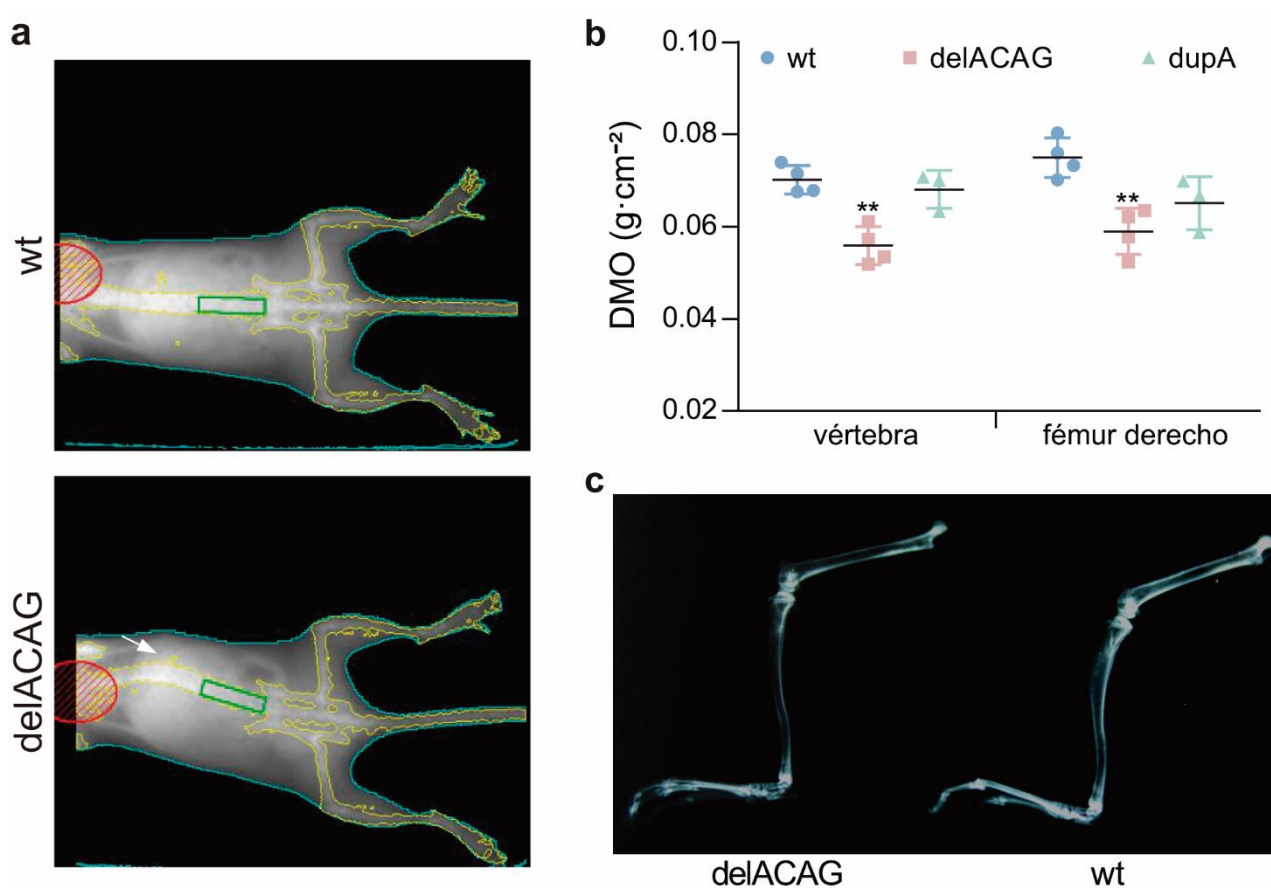 a
wt
delACAG
b
DMO (g·cm⁻²)
0.10
0.08
0.06
0.04
0.02
wt delACAG dupA
** **
vértebra fémur derecho
c
delACAG wt